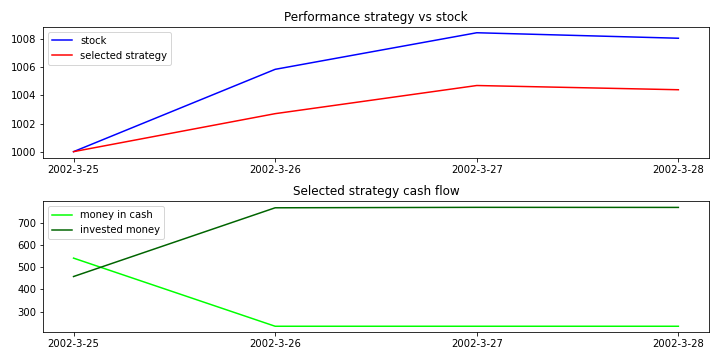 Performance strategy vs stock
stock
selected strategy
1008
1006
1004
1002
1000
2002-3-25 2002-3-26 2002-3-27 2002-3-28
Selected strategy cash flow
money in cash
invested money
700
600
500
400
300
2002-3-25 2002-3-26 2002-3-27 2002-3-28